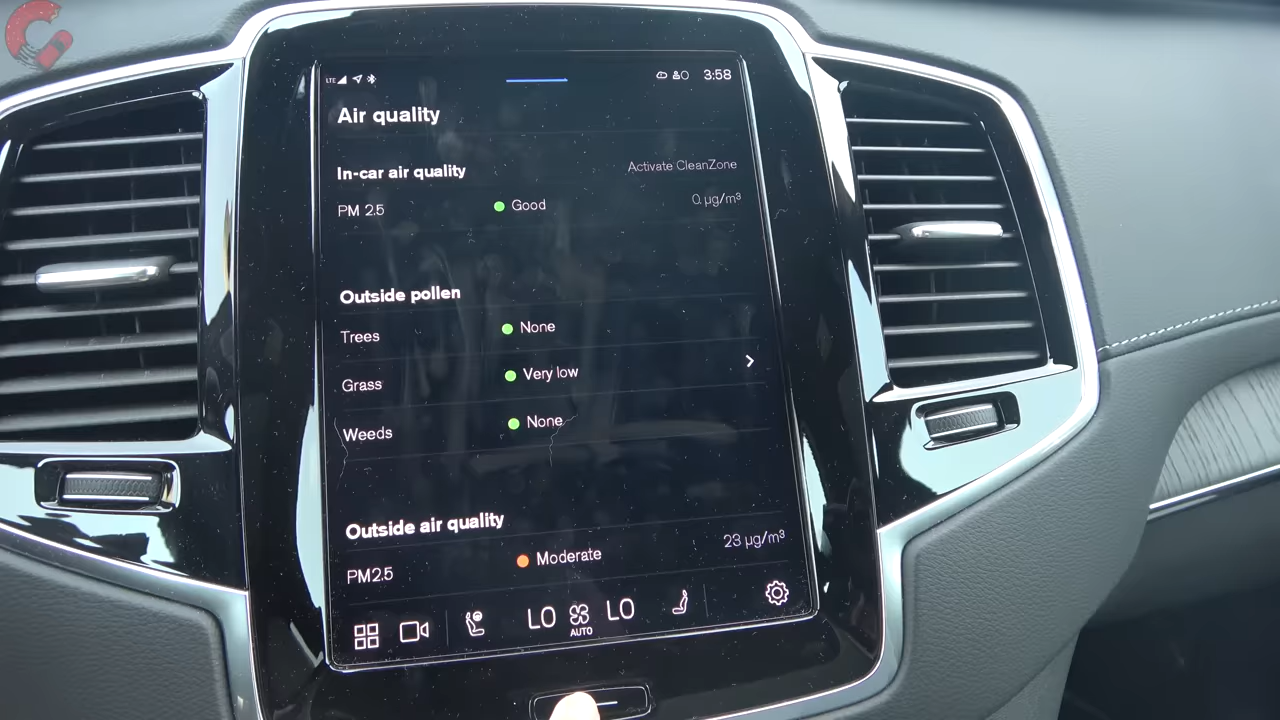 LTE 3:58
Air quality
In-car air quality Activate CleanZone
PM 2.5 Good 0 µg/m³
Outside pollen
Trees None
Grass Very low
Weeds None
Outside air quality
PM2.5 Moderate 23 µg/m³
LO AUTO LO